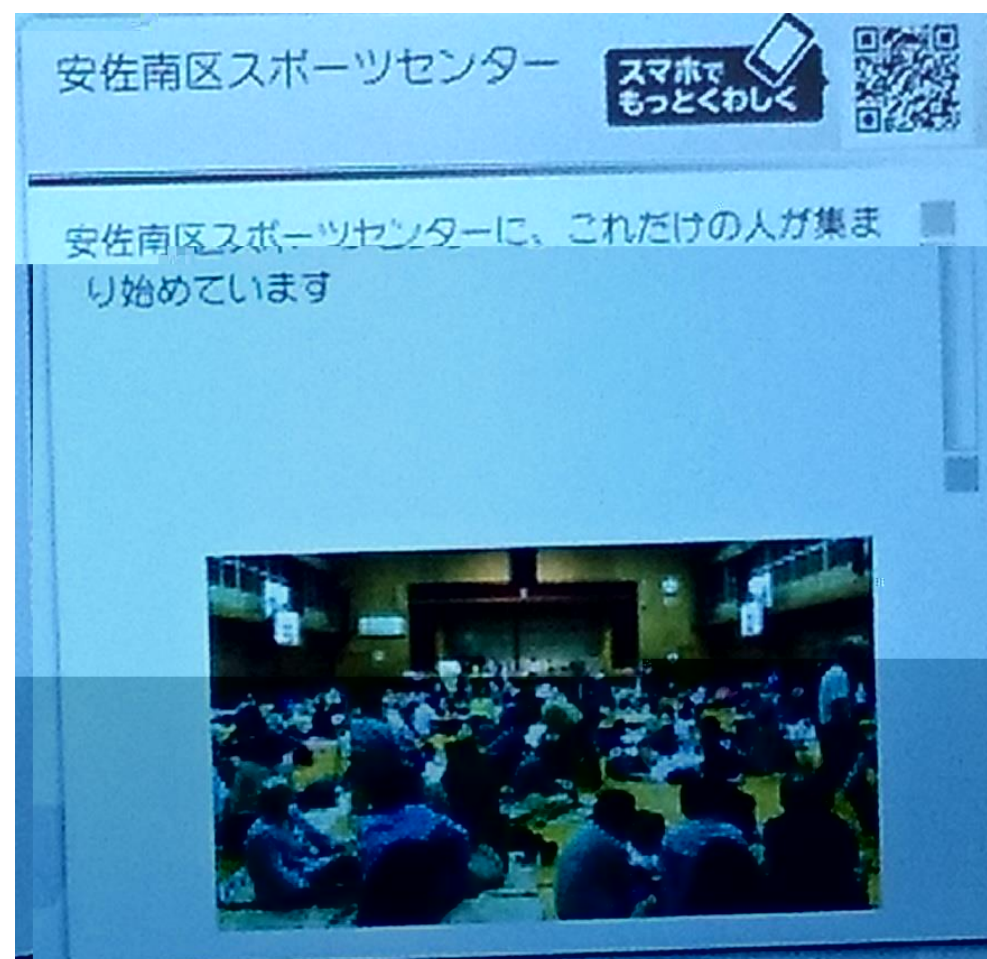 安佐南区スポーツセンター
スマホで
もっとくわしく
安佐南区スポーツセンターに、これだけの人が集ま
り始めています